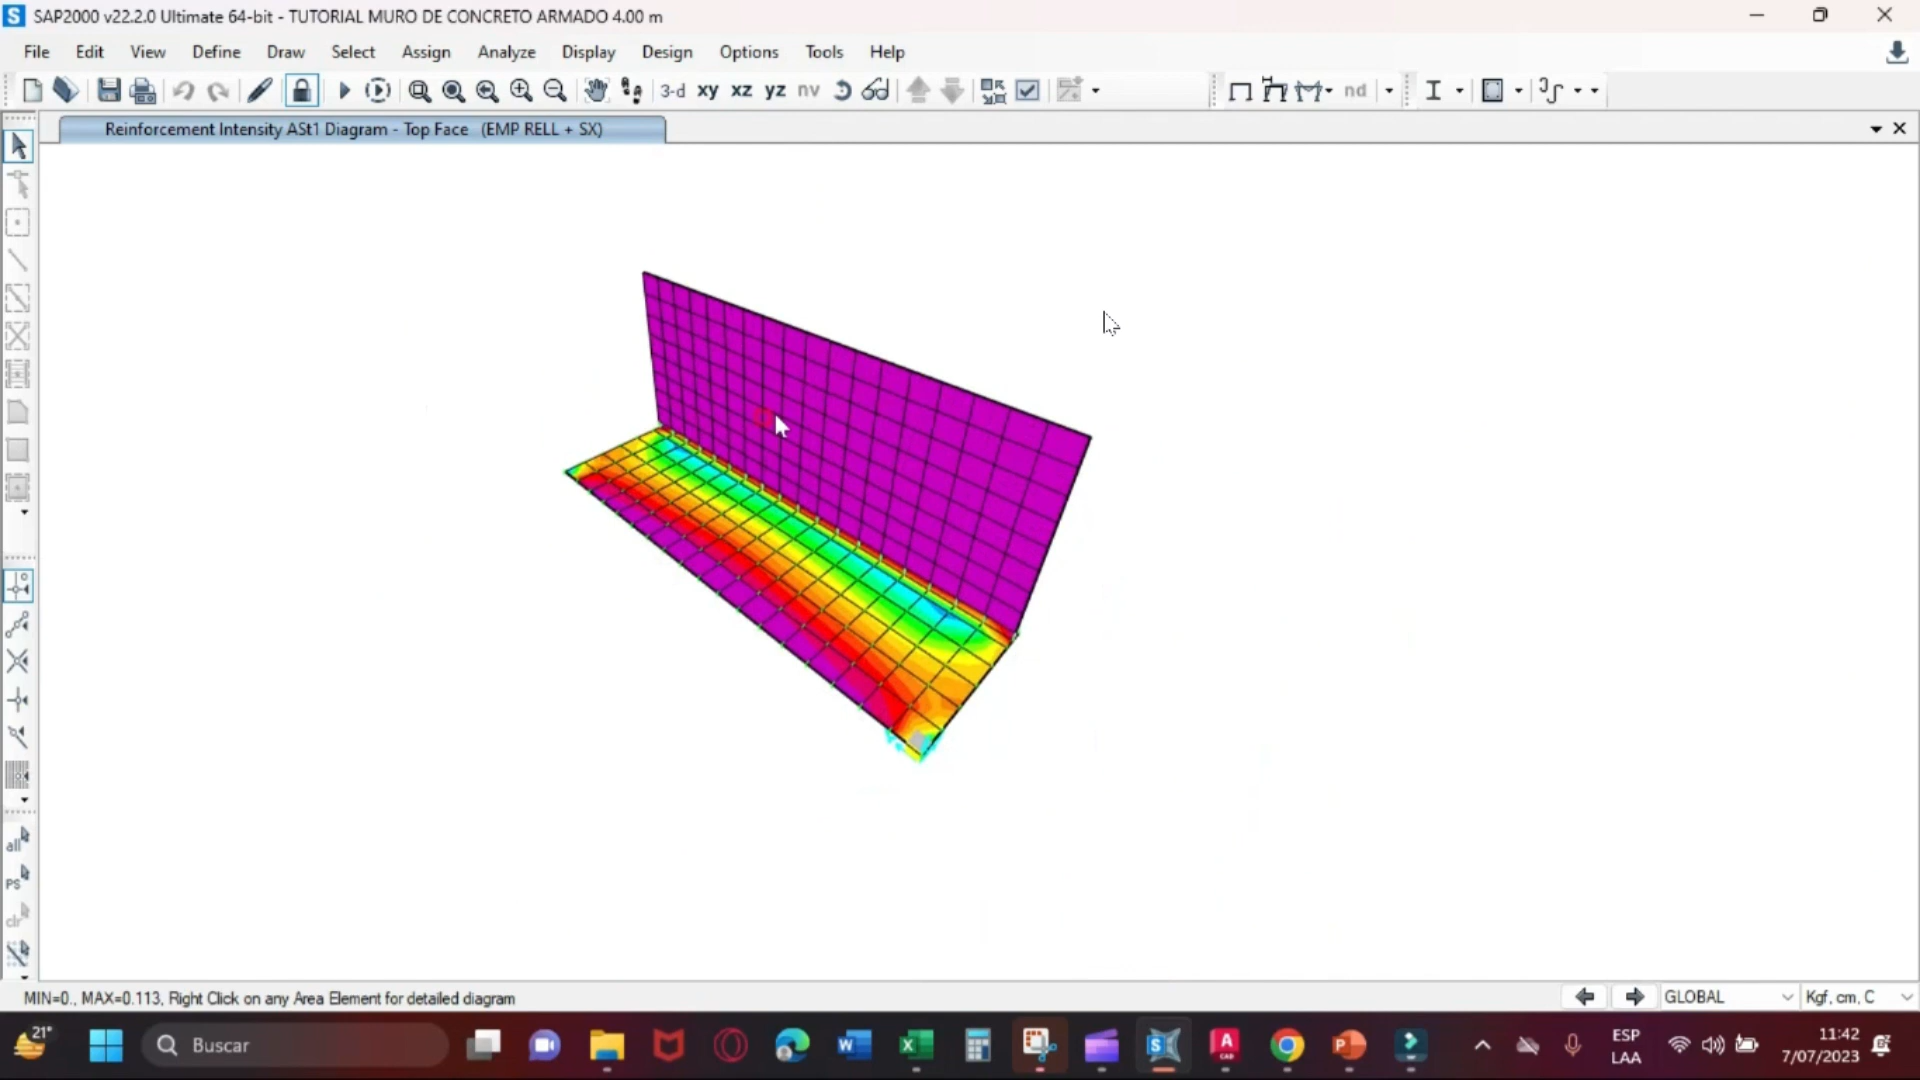 SAP2000 v22.2.0 Ultimate 64-bit - TUTORIAL MURO DE CONCRETO ARMADO 4.00 m
File Edit View Define Draw Select Assign Analyze Display Design Options Tools Help
3-d xy xz yz nv nd
Reinforcement Intensity ASt1 Diagram - Top Face (EMP RELL + SX)
all
PS
clr
MIN=0., MAX=0.113, Right Click on any Area Element for detailed diagram
GLOBAL
Kgf, cm, C
21°
Buscar
ESP
LAA
11:42
7/07/2023